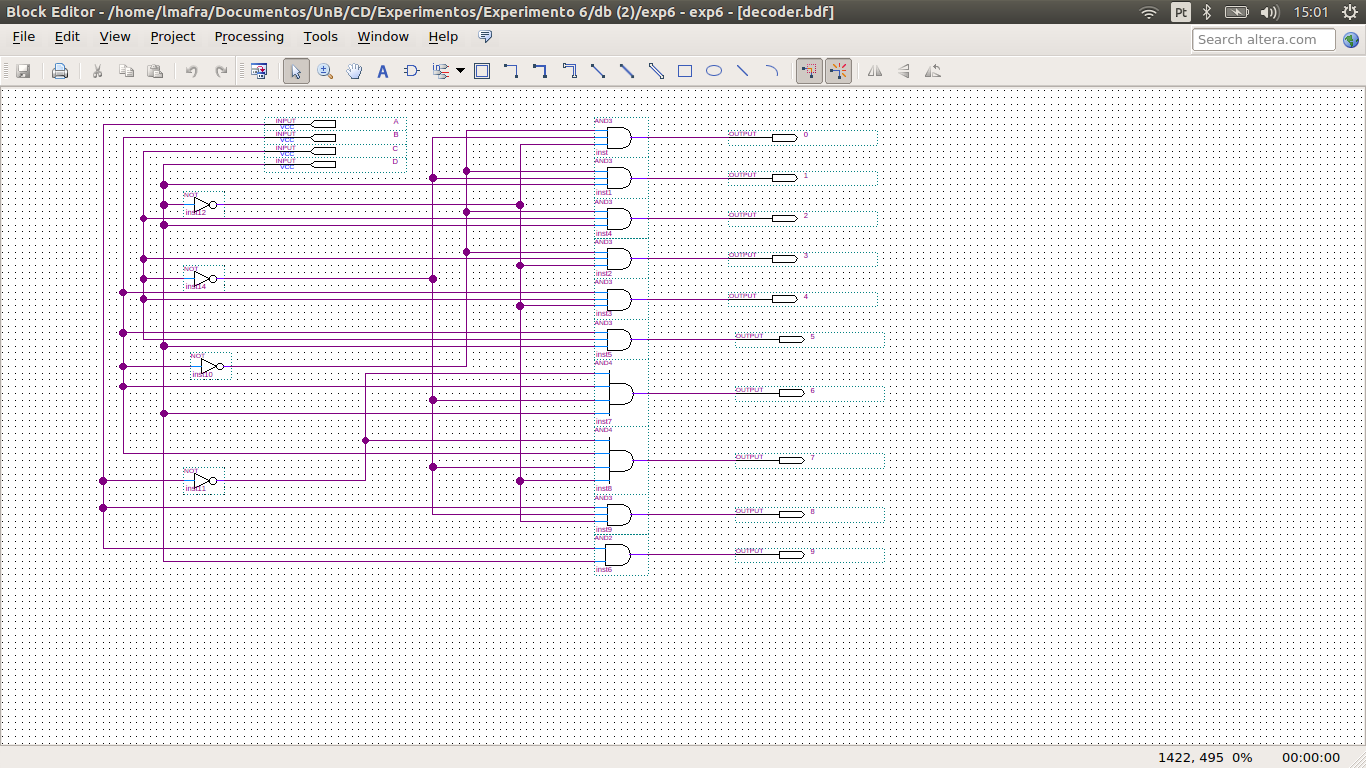 Block Editor - /home/lmafra/Documentos/UnB/CD/Experimentos/Experimento 6/db (2)/exp6 - exp6 - [decoder.bdf]
Pt
15:01
File Edit View Project Processing Tools Window Help
Search altera.com
A
INPUT VCC A
INPUT VCC B
INPUT VCC C
INPUT VCC D
AND3
inst
OUTPUT 0
AND3
inst1
OUTPUT 1
NOT
inst12
AND3
inst4
OUTPUT 2
AND3
inst2
OUTPUT 3
NOT
inst14
AND3
inst3
OUTPUT 4
AND3
inst5
OUTPUT 5
NOT
inst10
AND4
inst7
OUTPUT 6
AND4
inst8
OUTPUT 7
NOT
inst11
AND3
inst9
OUTPUT 8
AND2
inst6
OUTPUT 9
1422, 495 0% 00:00:00